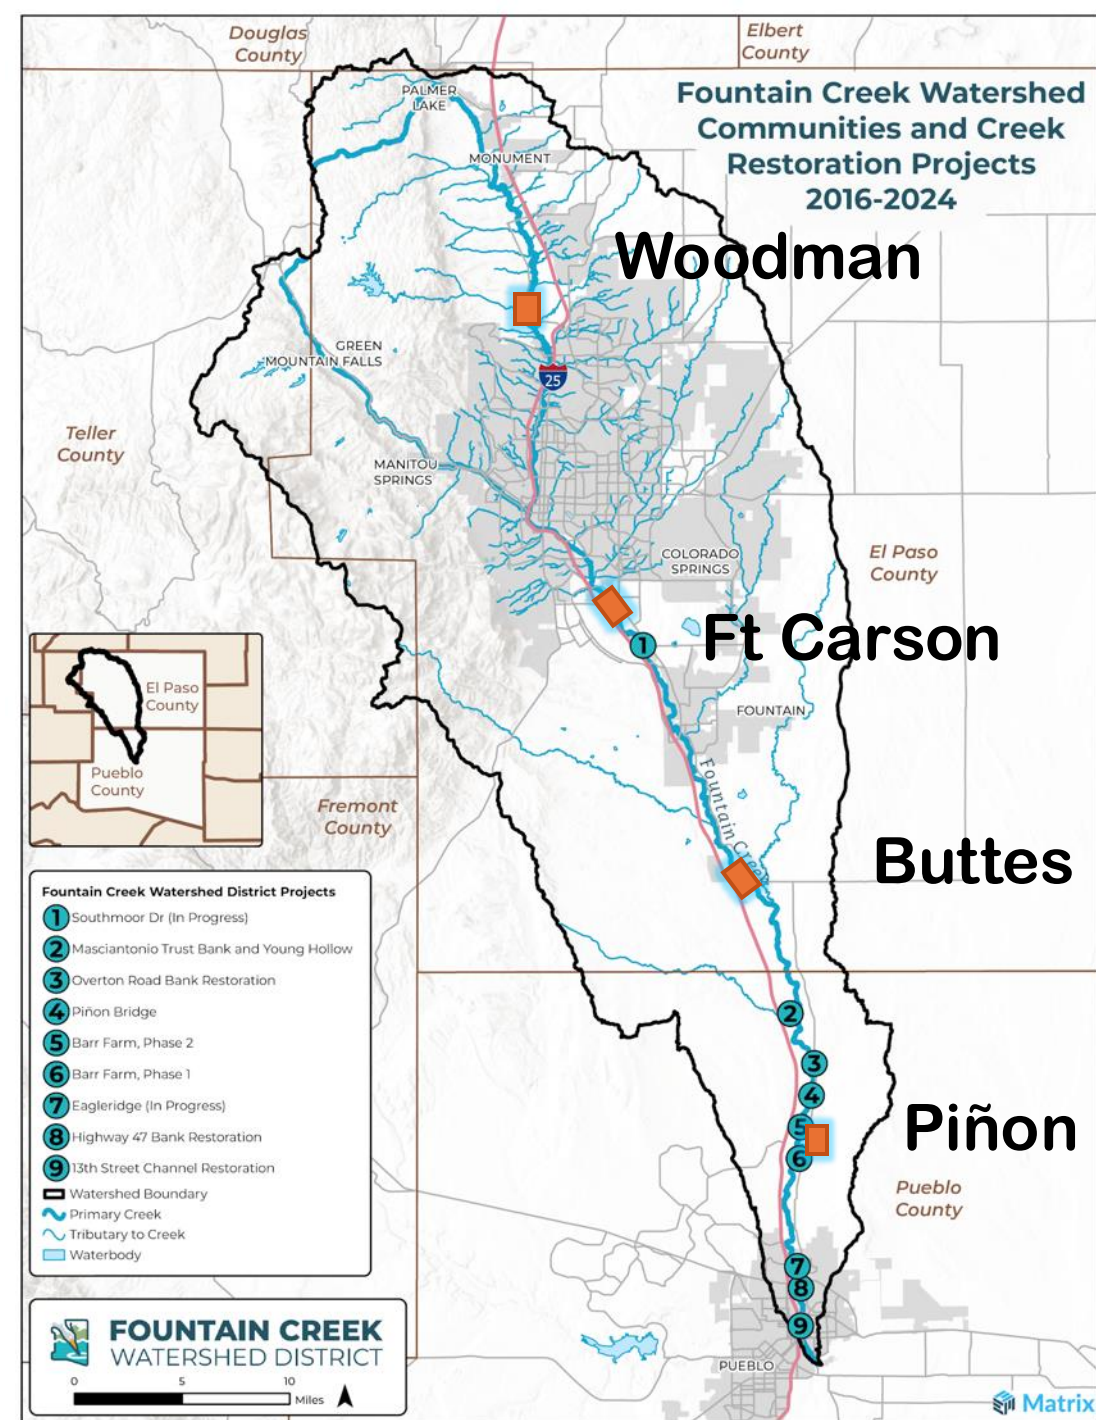 Douglas
County
Elbert
County
Fountain Creek Watershed
Communities and Creek
Restoration Projects
2016-2024
PALMER
LAKE
MONUMENT
Woodman
GREEN
MOUNTAIN FALLS
25
Teller
County
MANITOU
SPRINGS
COLORADO
SPRINGS
El Paso
County
Ft Carson
1
El Paso
County
Pueblo
County
FOUNTAIN
Fountain Creek
Fremont
County
Buttes
Fountain Creek Watershed District Projects
1 Southmoor Dr (In Progress)
2 Masciantonio Trust Bank and Young Hollow
3 Overton Road Bank Restoration
4 Piñon Bridge
5 Barr Farm, Phase 2
6 Barr Farm, Phase 1
7 Eagleridge (In Progress)
8 Highway 47 Bank Restoration
9 13th Street Channel Restoration
Watershed Boundary
Primary Creek
Tributary to Creek
Waterbody
2
3
4
5
Piñon
6
Pueblo
County
7
8
9
PUEBLO
FOUNTAIN CREEK
WATERSHED DISTRICT
0 5 10
Miles
Matrix